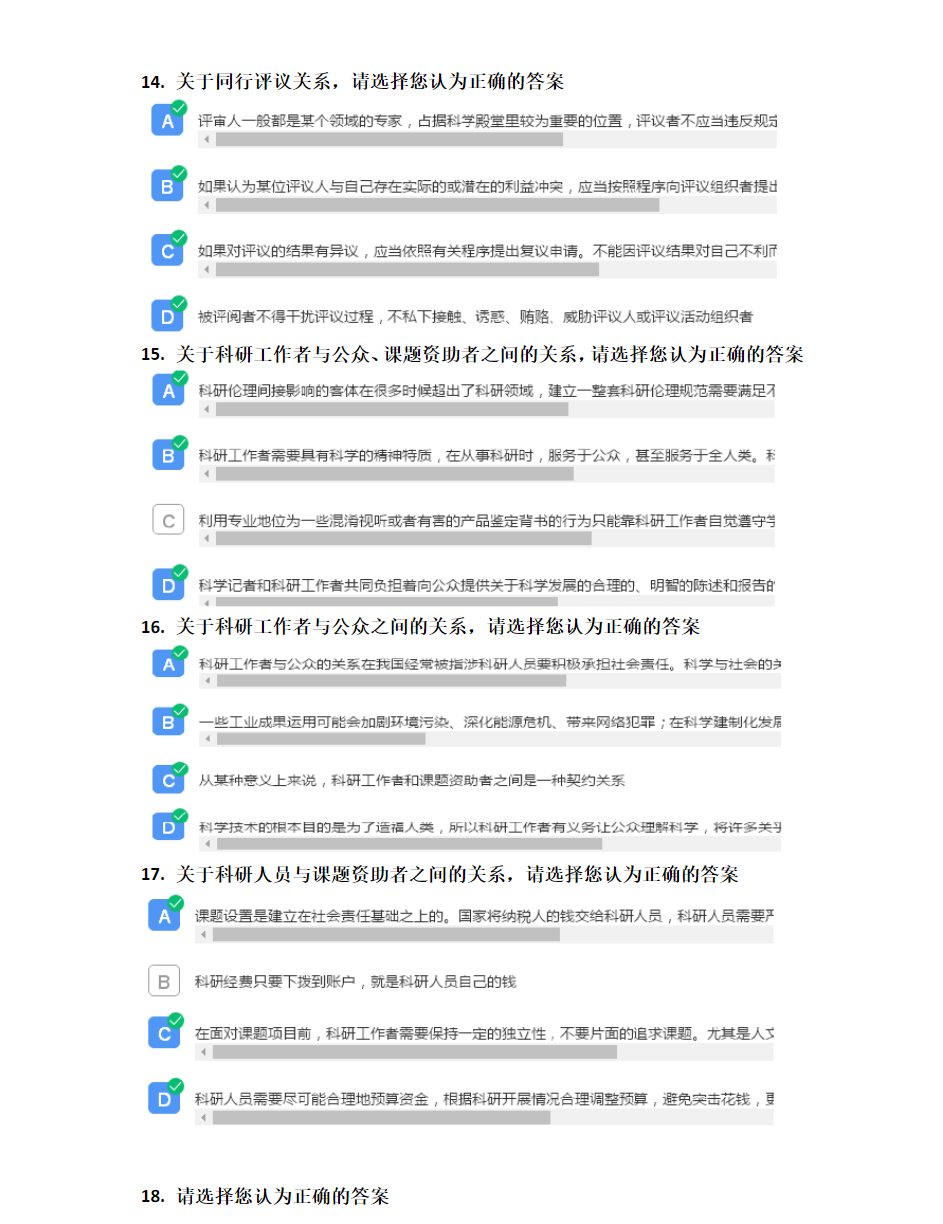 14. 关于同行评议关系，请选择您认为正确的答案
A 评审人一般都是某个领域的专家，占据科学殿堂里较为重要的位置，评议者不应当违反规定
B 如果认为某位评议人与自己存在实际的或潜在的利益冲突，应当按照程序向评议组织者提出
C 如果对评议的结果有异议，应当依照有关程序提出复议申请。不能因评议结果对自己不利而
D 被评阅者不得干扰评议过程，不私下接触、诱惑、贿赂、威胁评议人或评议活动组织者
15. 关于科研工作者与公众、课题资助者之间的关系，请选择您认为正确的答案
A 科研伦理间接影响的客体在很多时候超出了科研领域，建立一整套科研伦理规范需要满足不
B 科研工作者需要具有科学的精神特质，在从事科研时，服务于公众，甚至服务于全人类。科
C 利用专业地位为一些混淆视听或者有害的产品鉴定背书的行为只能靠科研工作者自觉遵守学
D 科学记者和科研工作者共同负担着向公众提供关于科学发展的合理的、明智的陈述和报告的
16. 关于科研工作者与公众之间的关系，请选择您认为正确的答案
A 科研工作者与公众的关系在我国经常被指涉科研人员要积极承担社会责任。科学与社会的关
B 一些工业成果运用可能会加剧环境污染、深化能源危机、带来网络犯罪；在科学建制化发展
C 从某种意义上来说，科研工作者和课题资助者之间是一种契约关系
D 科学技术的根本目的是为了造福人类，所以科研工作者有义务让公众理解科学，将许多关乎
17. 关于科研人员与课题资助者之间的关系，请选择您认为正确的答案
A 课题设置是建立在社会责任基础之上的。国家将纳税人的钱交给科研人员，科研人员需要严
B 科研经费只要下拨到账户，就是科研人员自己的钱
C 在面对课题项目前，科研工作者需要保持一定的独立性，不要片面的追求课题。尤其是人文
D 科研人员需要尽可能合理地预算资金，根据科研开展情况合理调整预算，避免突击花钱，更
18. 请选择您认为正确的答案